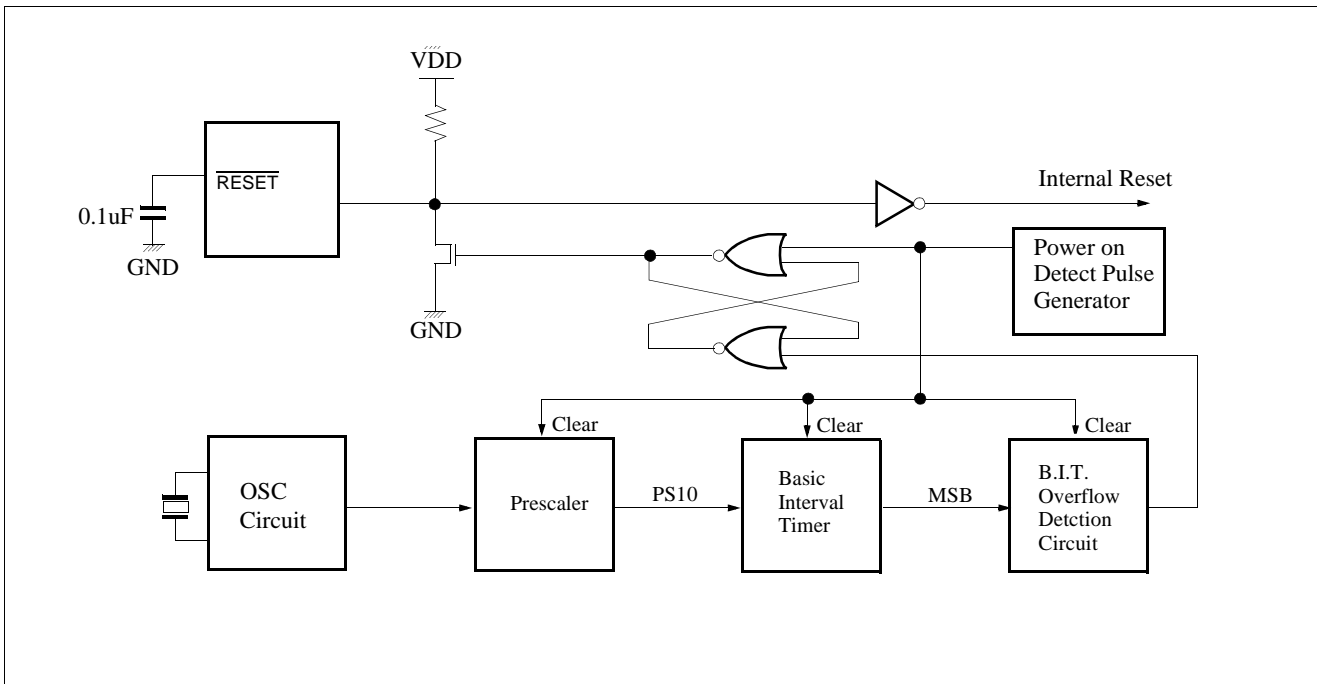 VDD
RESET
0.1uF
GND
GND
Internal Reset
Power on
Detect Pulse
Generator
Clear
Clear
Clear
OSC
Circuit
Prescaler
PS10
Basic
Interval
Timer
MSB
B.I.T.
Overflow
Detction
Circuit